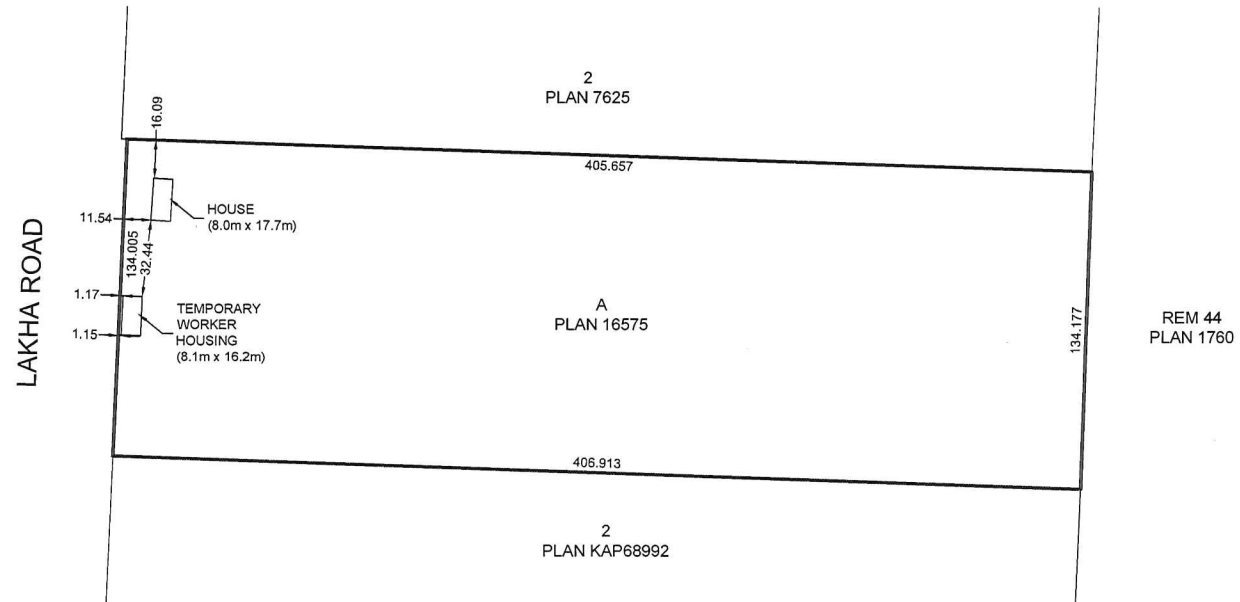 2
PLAN 7625
16.09
405.657
HOUSE
(8.0m x 17.7m)
11.54
134.005
32.44
LAKHA ROAD
1.17
TEMPORARY
WORKER
HOUSING
(8.1m x 16.2m)
1.15
A
PLAN 16575
134.177
REM 44
PLAN 1760
406.913
2
PLAN KAP68992